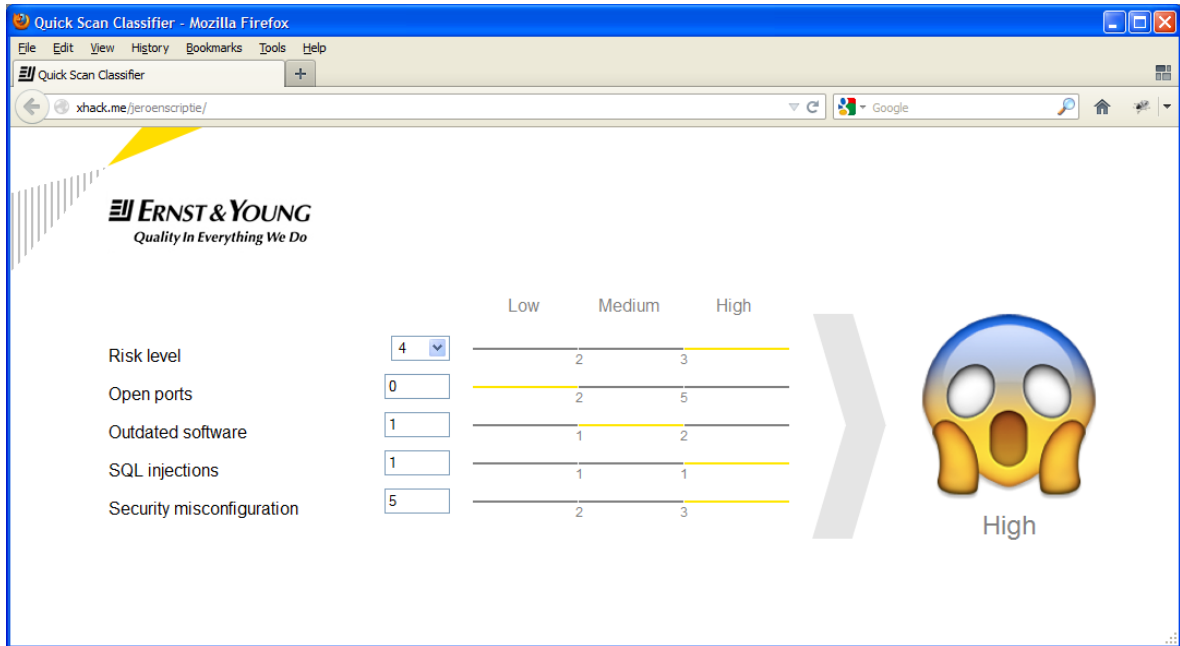 Quick Scan Classifier - Mozilla Firefox
File Edit View History Bookmarks Tools Help
Quick Scan Classifier +
xhack.me/jeroenscriptie/ Google
ERNST & YOUNG
Quality In Everything We Do
Low Medium High
Risk level 4
2 3
Open ports 0
2 5
Outdated software 1
1 2
SQL injections 1
1 1
Security misconfiguration 5
2 3
High